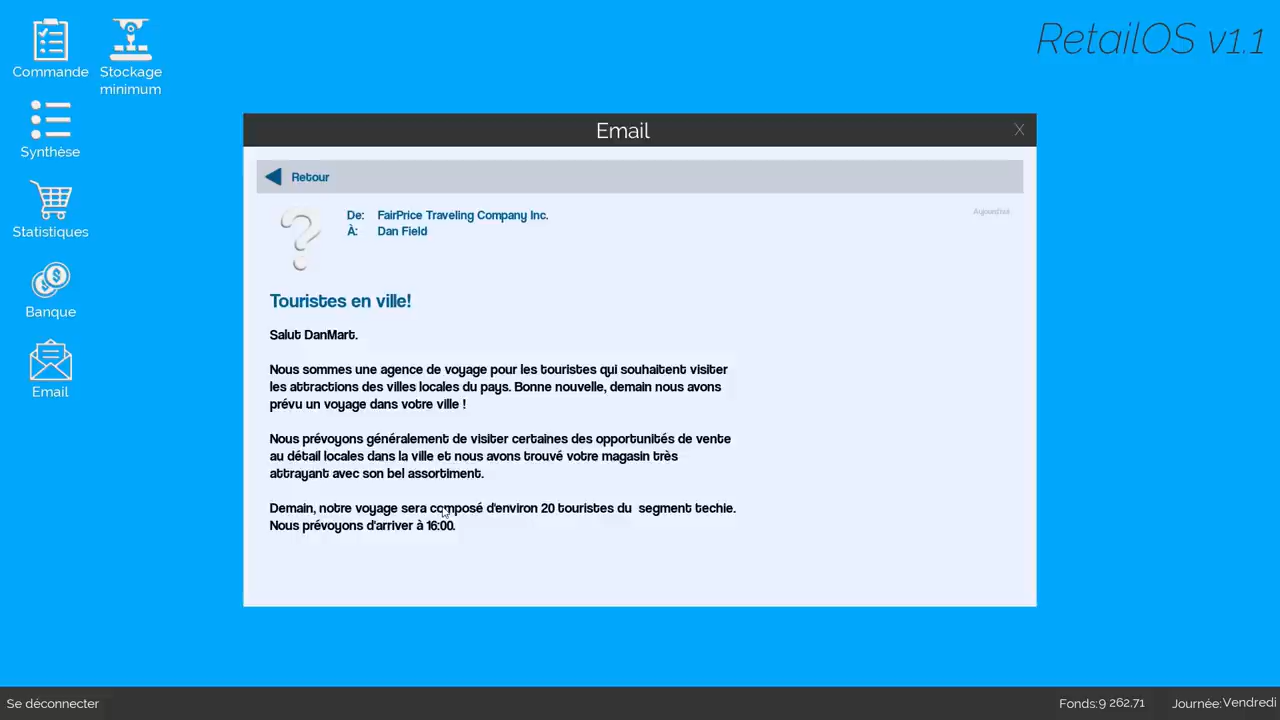 RetailOS v1.1
Commande
Stockage
minimum
Synthèse
Statistiques
Banque
Email
Email
X
Retour
De: FairPrice Traveling Company Inc.
À: Dan Field
Aujourd'hui
Touristes en ville!
Salut DanMart.
Nous sommes une agence de voyage pour les touristes qui souhaitent visiter
les attractions des villes locales du pays. Bonne nouvelle, demain nous avons
prévu un voyage dans votre ville !
Nous prévoyons généralement de visiter certaines des opportunités de vente
au détail locales dans la ville et nous avons trouvé votre magasin très
attrayant avec son bel assortiment.
Demain, notre voyage sera composé d'environ 20 touristes du segment techie.
Nous prévoyons d'arriver à 16:00.
Se déconnecter
Fonds: 9 262,71
Journée: Vendredi